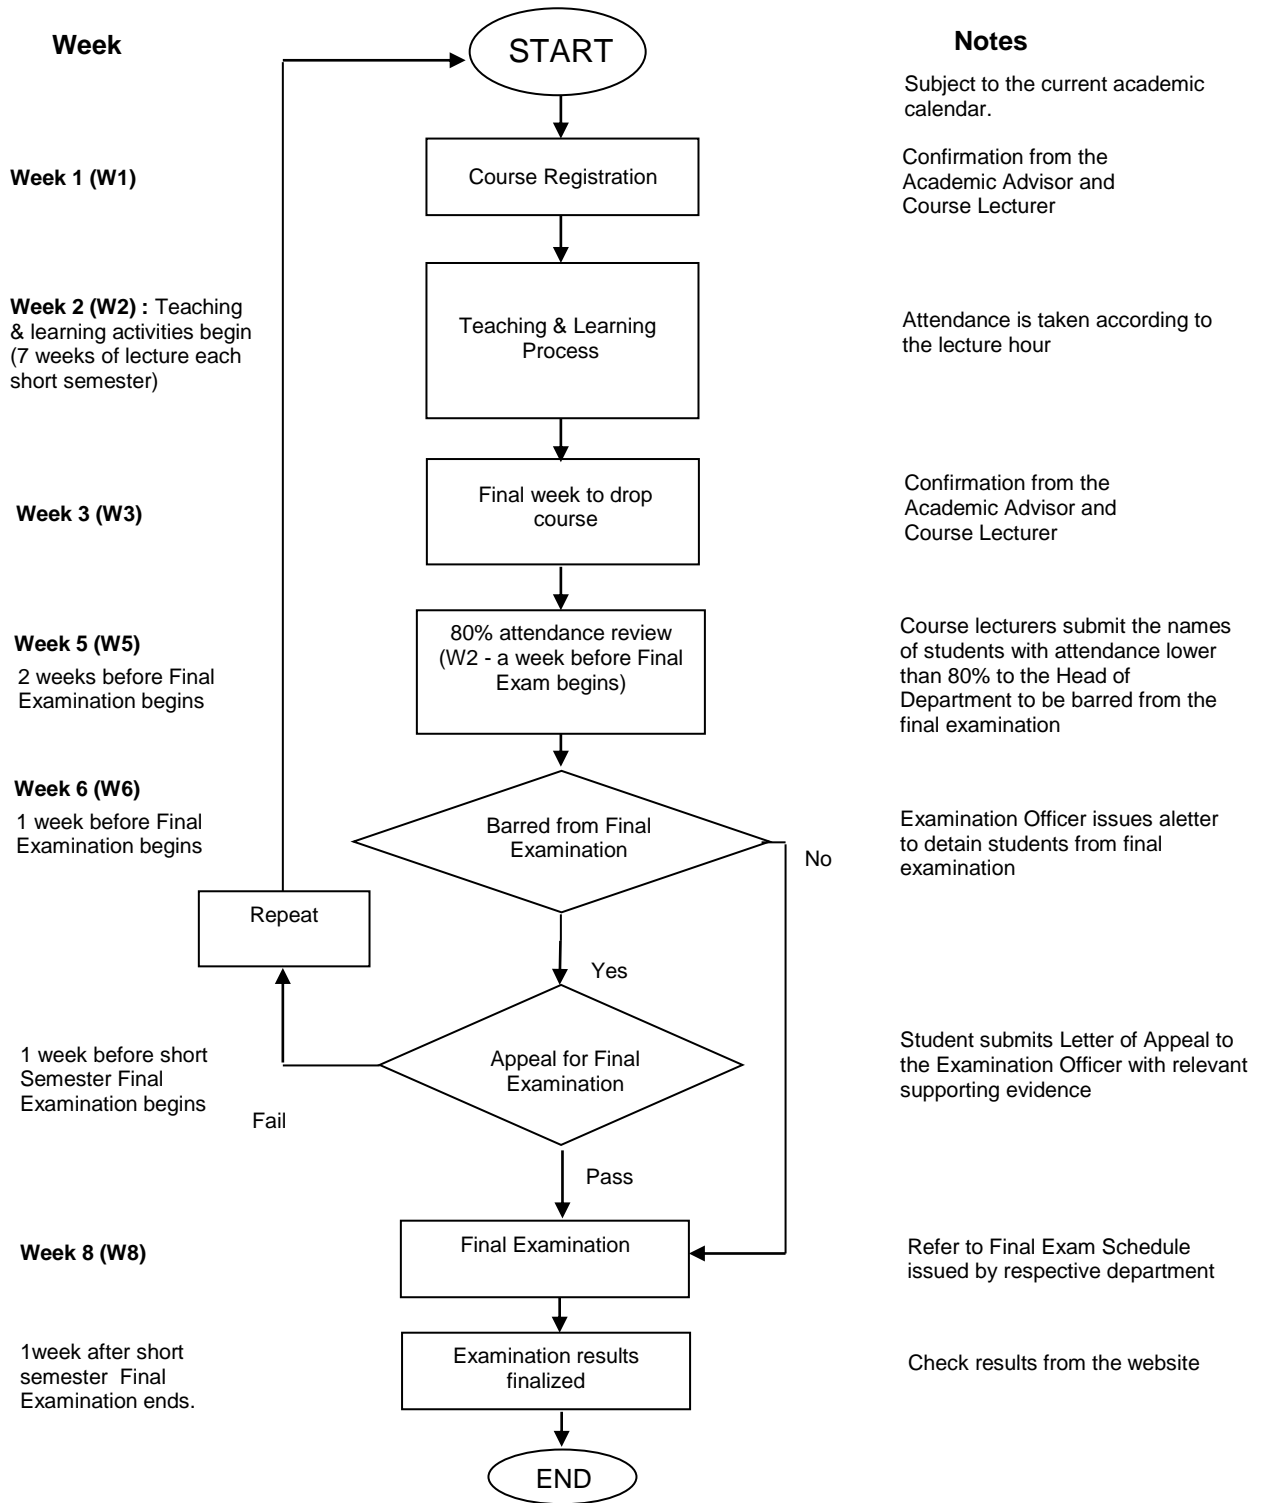 Week
START
Notes
Subject to the current academic
calendar.
Week 1 (W1)
Course Registration
Confirmation from the
Academic Advisor and
Course Lecturer
Week 2 (W2) : Teaching
& learning activities begin
(7 weeks of lecture each
short semester)
Teaching & Learning
Process
Attendance is taken according to
the lecture hour
Week 3 (W3)
Final week to drop
course
Confirmation from the
Academic Advisor and
Course Lecturer
Week 5 (W5)
2 weeks before Final
Examination begins
80% attendance review
(W2 - a week before Final
Exam begins)
Course lecturers submit the names
of students with attendance lower
than 80% to the Head of
Department to be barred from the
final examination
Week 6 (W6)
1 week before Final
Examination begins
Barred from Final
Examination
No
Examination Officer issues aletter
to detain students from final
examination
Repeat
Yes
1 week before short
Semester Final
Examination begins
Fail
Appeal for Final
Examination
Student submits Letter of Appeal to
the Examination Officer with relevant
supporting evidence
Pass
Week 8 (W8)
Final Examination
Refer to Final Exam Schedule
issued by respective department
1week after short
semester  Final
Examination ends.
Examination results
finalized
Check results from the website
END